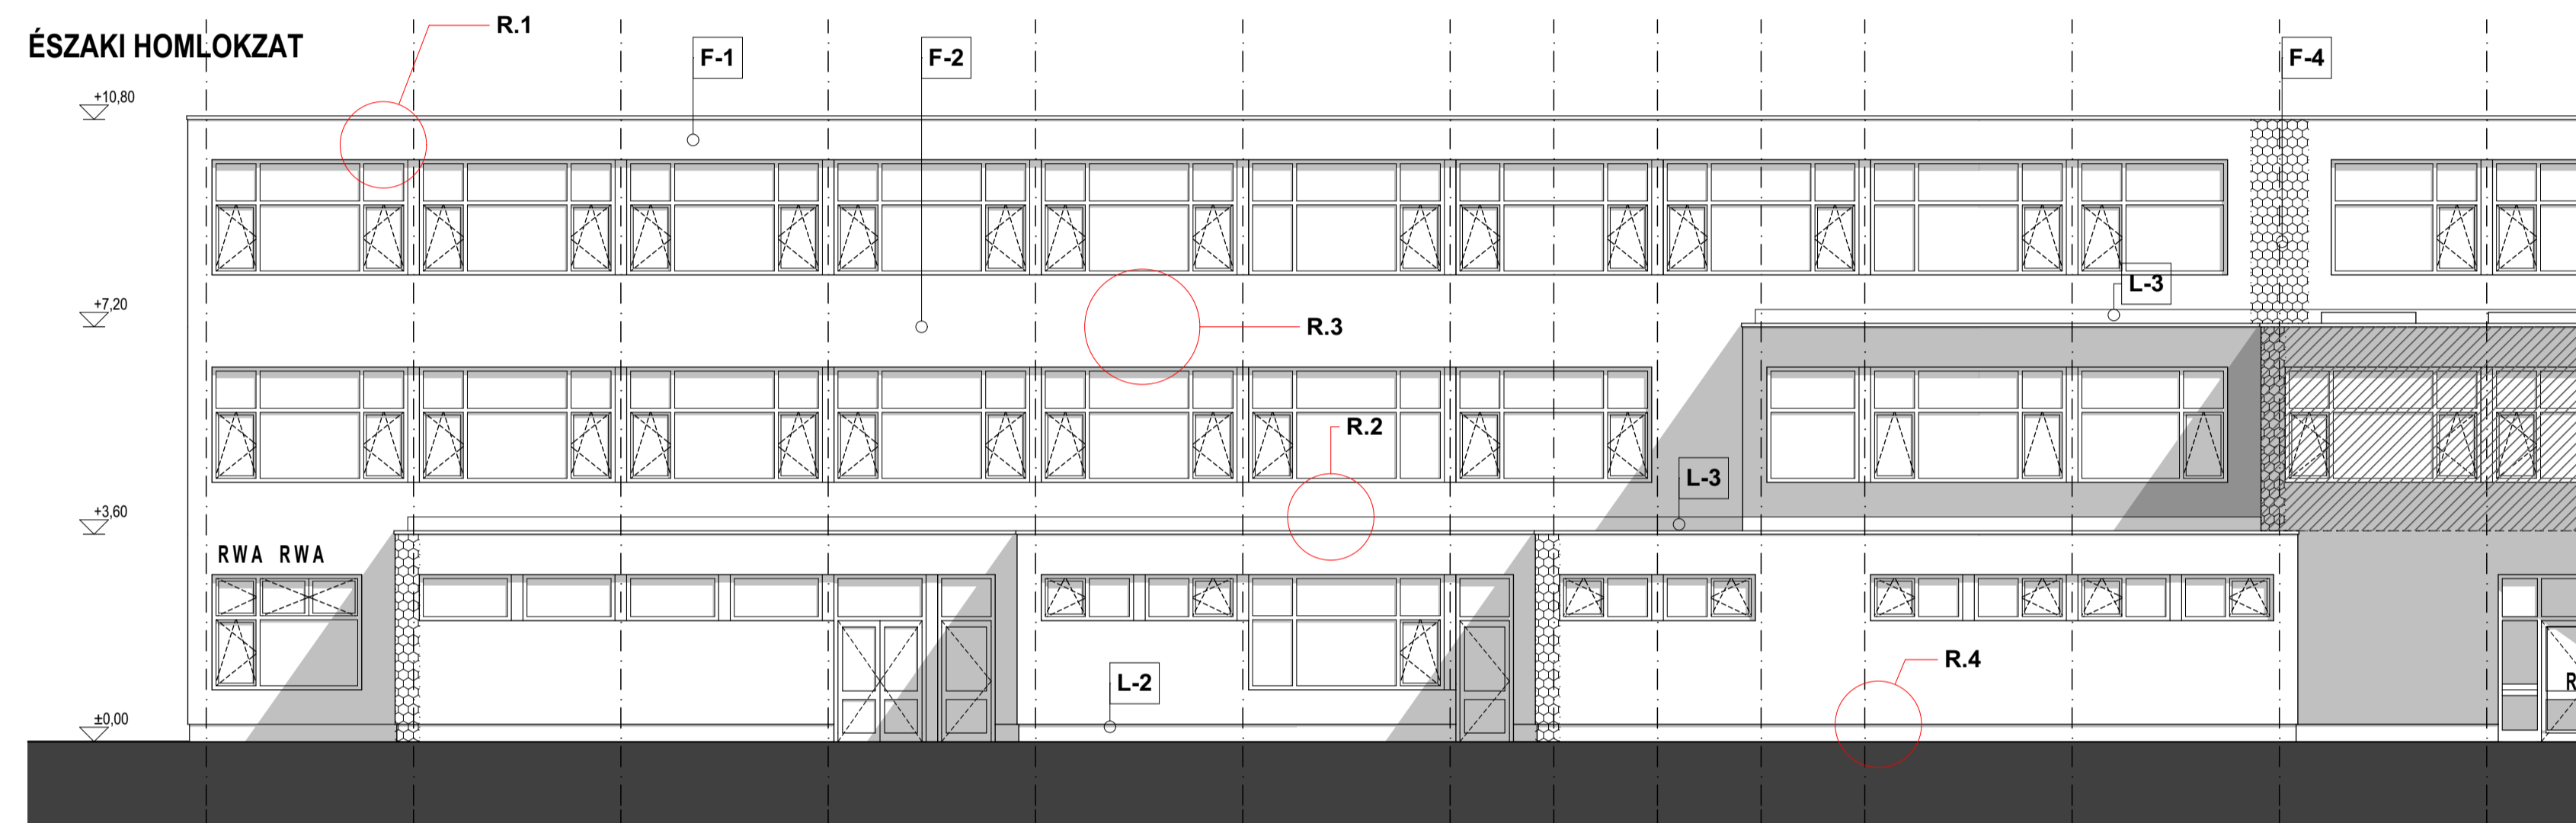 R.1
ÉSZAKI HOMLOKZAT
F-1
F-2
F-4
+10,80
L-3
+7,20
R.3
R.2
L-3
+3,60
RWA RWA
R.4
L-2
R
±0,00